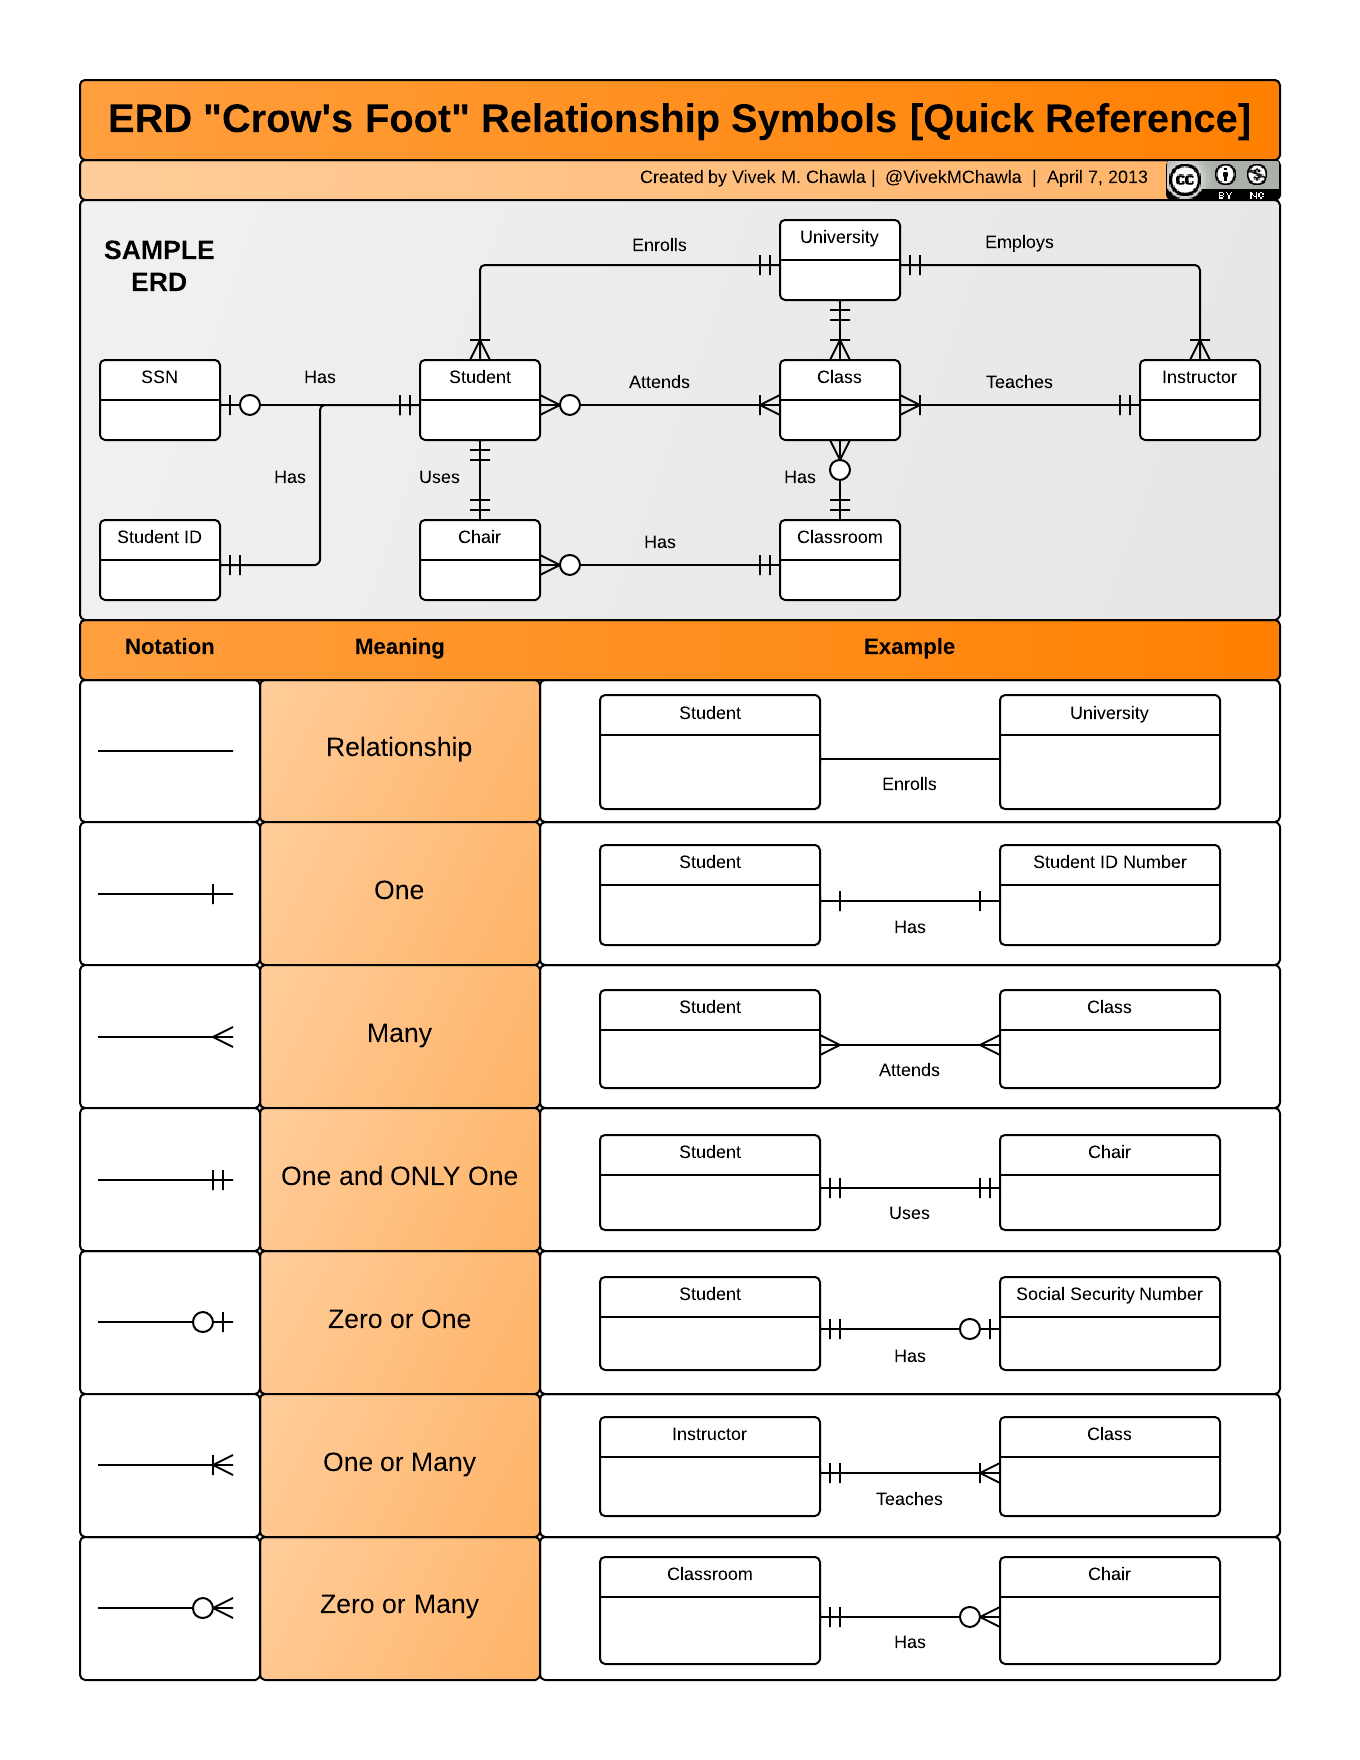 ERD "Crow's Foot" Relationship Symbols [Quick Reference]
Created by Vivek M. Chawla | @VivekMChawla | April 7, 2013
cc
BY NC
SAMPLE
ERD
Enrolls
University
Employs
SSN
Has
Student
Attends
Class
Teaches
Instructor
Has
Uses
Has
Student ID
Chair
Has
Classroom
Notation Meaning Example
Relationship
Student
University
Enrolls
One
Student
Student ID Number
Has
Many
Student
Class
Attends
One and ONLY One
Student
Chair
Uses
Zero or One
Student
Social Security Number
Has
One or Many
Instructor
Class
Teaches
Zero or Many
Classroom
Chair
Has